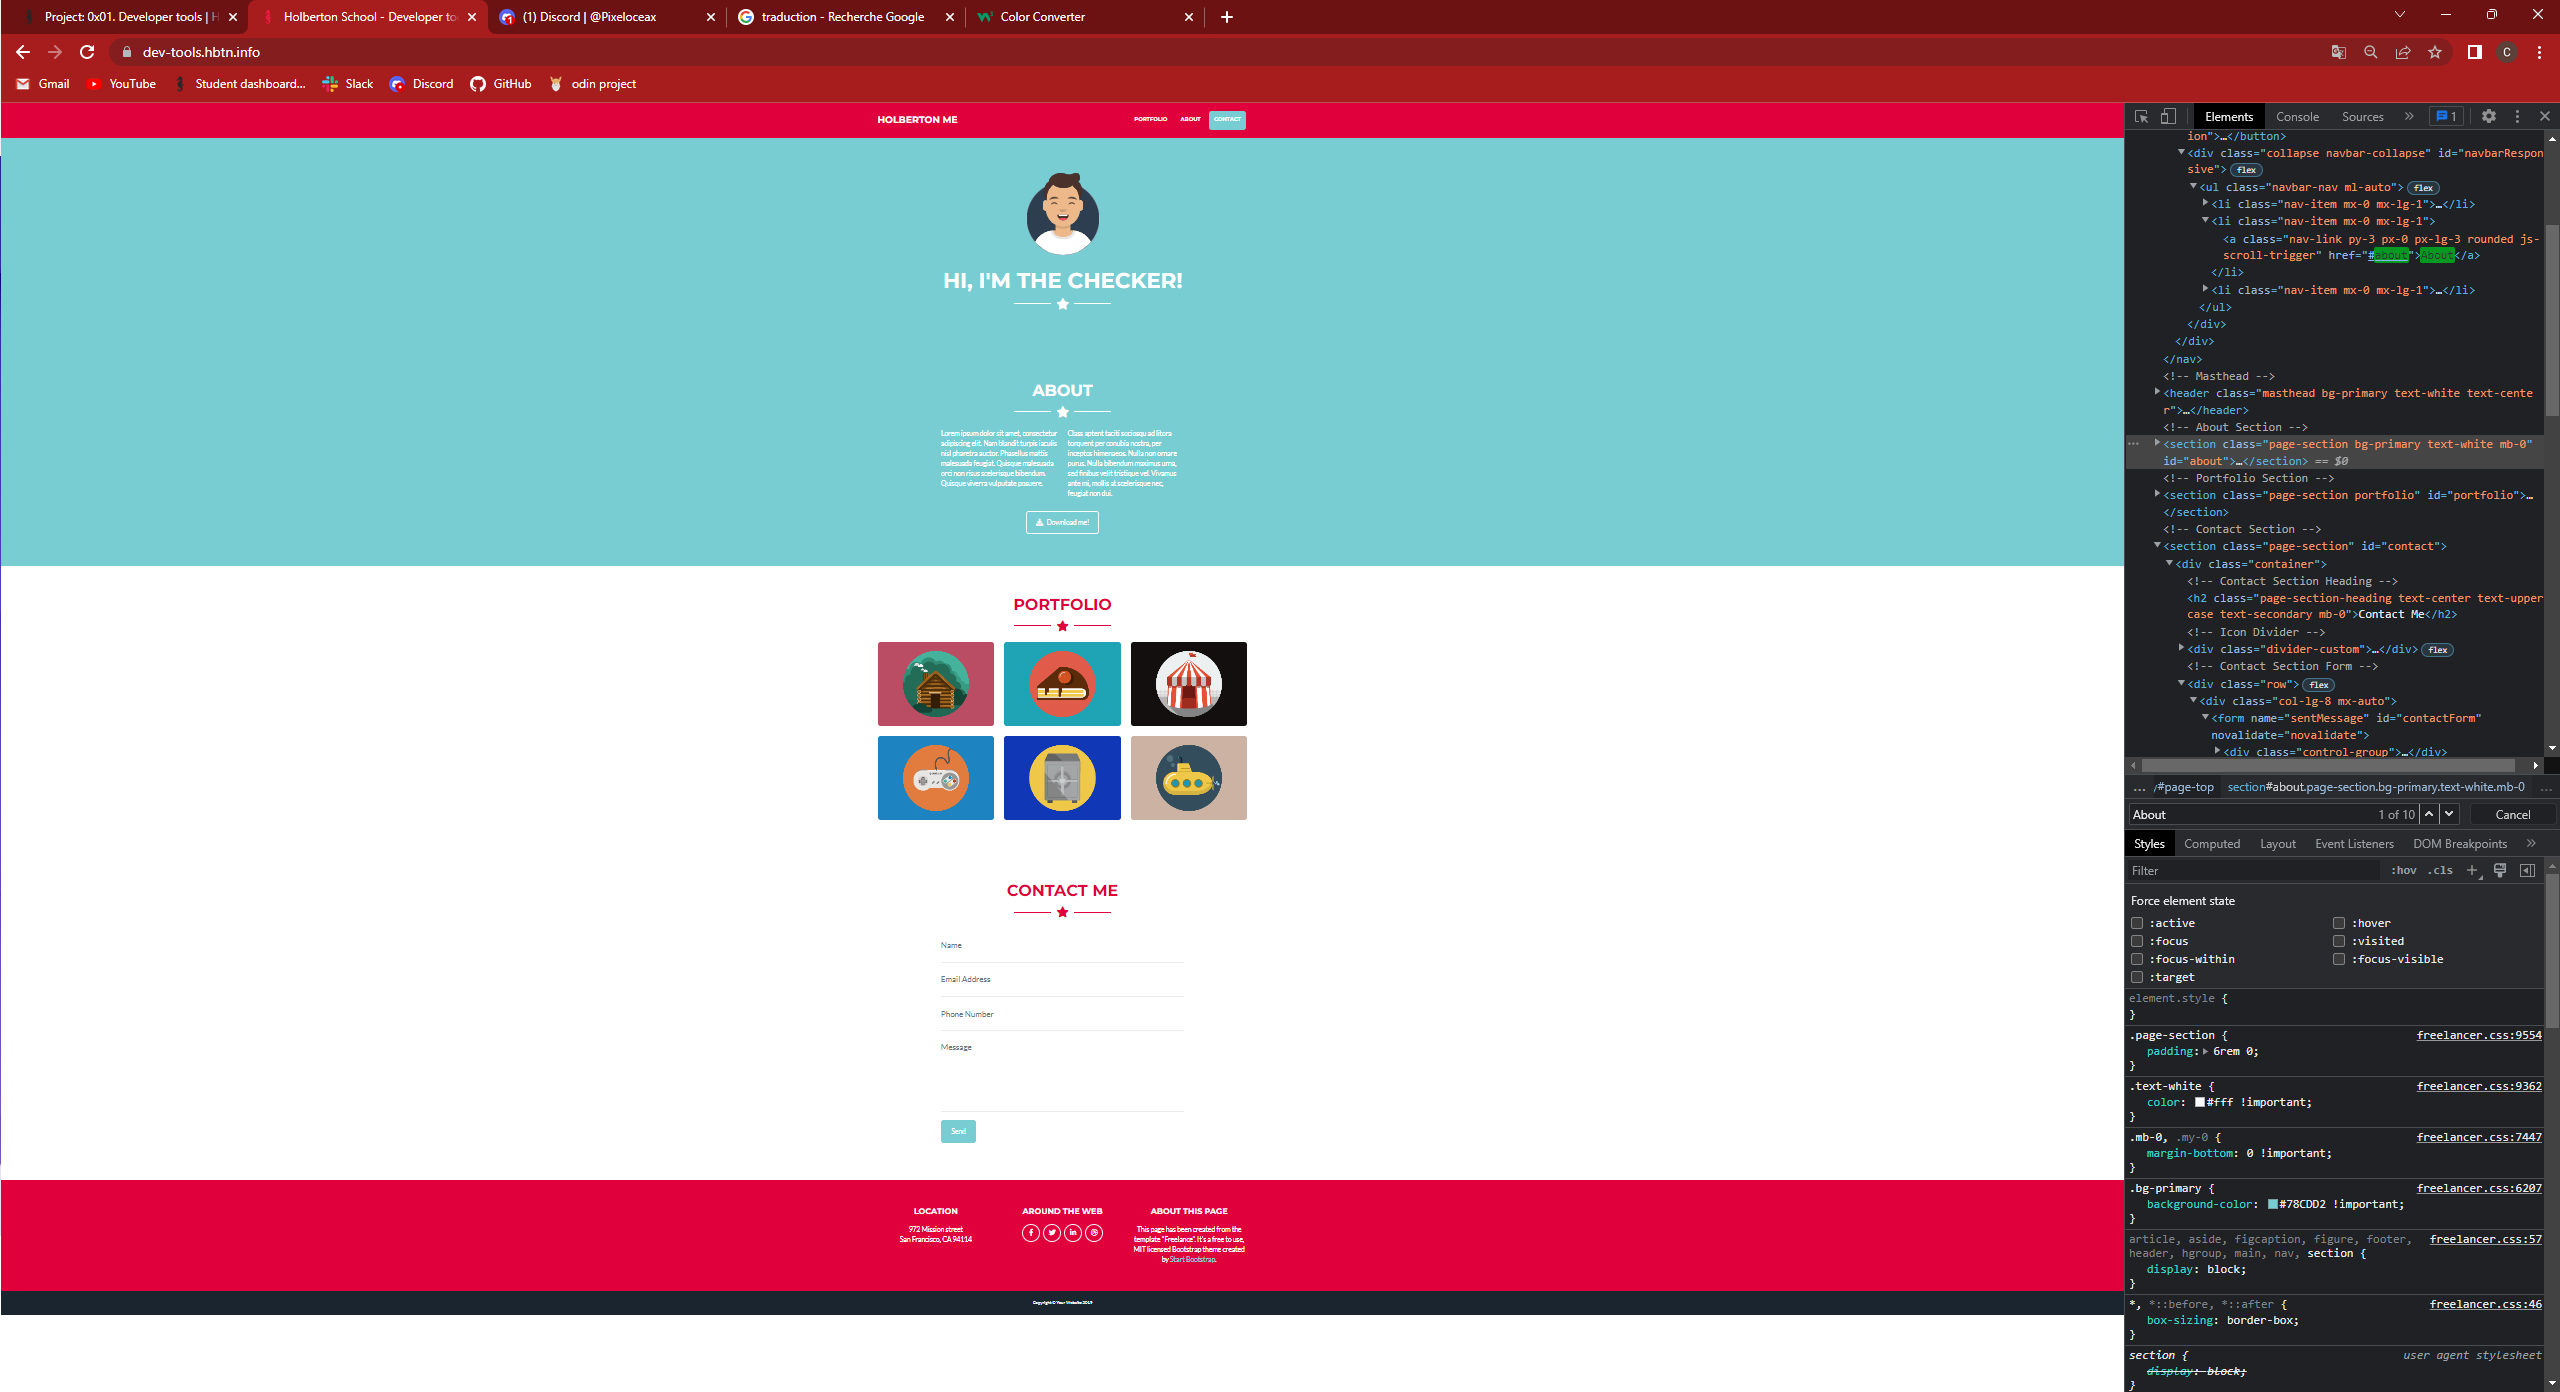 Project: 0x01. Developer tools | H
Holberton School - Developer to
(1) Discord | @Pixeloceax
traduction - Recherche Google
Color Converter
dev-tools.hbtn.info
C
Gmail
YouTube
Student dashboard...
Slack
Discord
GitHub
odin project
HOLBERTON ME
PORTFOLIO
ABOUT
CONTACT
HI, I'M THE CHECKER!
ABOUT
Lorem ipsum dolor sit amet, consectetur
adipiscing elit. Nam blandit turpis iaculis
nisl pharetra auctor. Phasellus mattis
malesuada feugiat. Quisque malesuada
orci non risus scelerisque bibendum.
Quisque viverra vulputate posuere.
Class aptent taciti sociosqu ad litora
torquent per conubia nostra, per
inceptos himenaeos. Nulla non ornare
purus. Nulla bibendum maximus urna,
sed finibus velit tristique vel. Vivamus
ante mi, mollis at scelerisque nec,
feugiat non dui.
Download me!
PORTFOLIO
CONTACT ME
Name
Email Address
Phone Number
Message
Send
LOCATION
972 Mission street
San Francisco, CA 94114
AROUND THE WEB
ABOUT THIS PAGE
This page has been created from the
template "Freelance". It's a free to use,
MIT licensed Bootstrap theme created
by Start Bootstrap.
Copyright © Your Website 2019
Elements
Console
Sources
»
1
ion">…</button>
<div class="collapse navbar-collapse" id="navbarRespon
sive"> flex
<ul class="navbar-nav ml-auto"> flex
<li class="nav-item mx-0 mx-lg-1">…</li>
<li class="nav-item mx-0 mx-lg-1">
<a class="nav-link py-3 px-0 px-lg-3 rounded js-
scroll-trigger" href="#about">About</a>
</li>
<li class="nav-item mx-0 mx-lg-1">…</li>
</ul>
</div>
</div>
</nav>
<!-- Masthead -->
<header class="masthead bg-primary text-white text-cente
r">…</header>
<!-- About Section -->
<section class="page-section bg-primary text-white mb-0"
id="about">…</section> == $0
<!-- Portfolio Section -->
<section class="page-section portfolio" id="portfolio">…
</section>
<!-- Contact Section -->
<section class="page-section" id="contact">
<div class="container">
<!-- Contact Section Heading -->
<h2 class="page-section-heading text-center text-upper
case text-secondary mb-0">Contact Me</h2>
<!-- Icon Divider -->
<div class="divider-custom">…</div> flex
<!-- Contact Section Form -->
<div class="row"> flex
<div class="col-lg-8 mx-auto">
<form name="sentMessage" id="contactForm"
novalidate="novalidate">
<div class="control-group">…</div>
… y#page-top section#about.page-section.bg-primary.text-white.mb-0 …
About
1 of 10
Cancel
Styles
Computed
Layout
Event Listeners
DOM Breakpoints
»
Filter
:hov
.cls
Force element state
:active
:hover
:focus
:visited
:focus-within
:focus-visible
:target
element.style {
}
.page-section { freelancer.css:9554
padding: 6rem 0;
}
.text-white { freelancer.css:9362
color: #fff !important;
}
.mb-0, .my-0 { freelancer.css:7447
margin-bottom: 0 !important;
}
.bg-primary { freelancer.css:6207
background-color: #78CDD2 !important;
}
article, aside, figcaption, figure, footer, freelancer.css:57
header, hgroup, main, nav, section {
display: block;
}
*, *::before, *::after { freelancer.css:46
box-sizing: border-box;
}
section { user agent stylesheet
display: block;
}